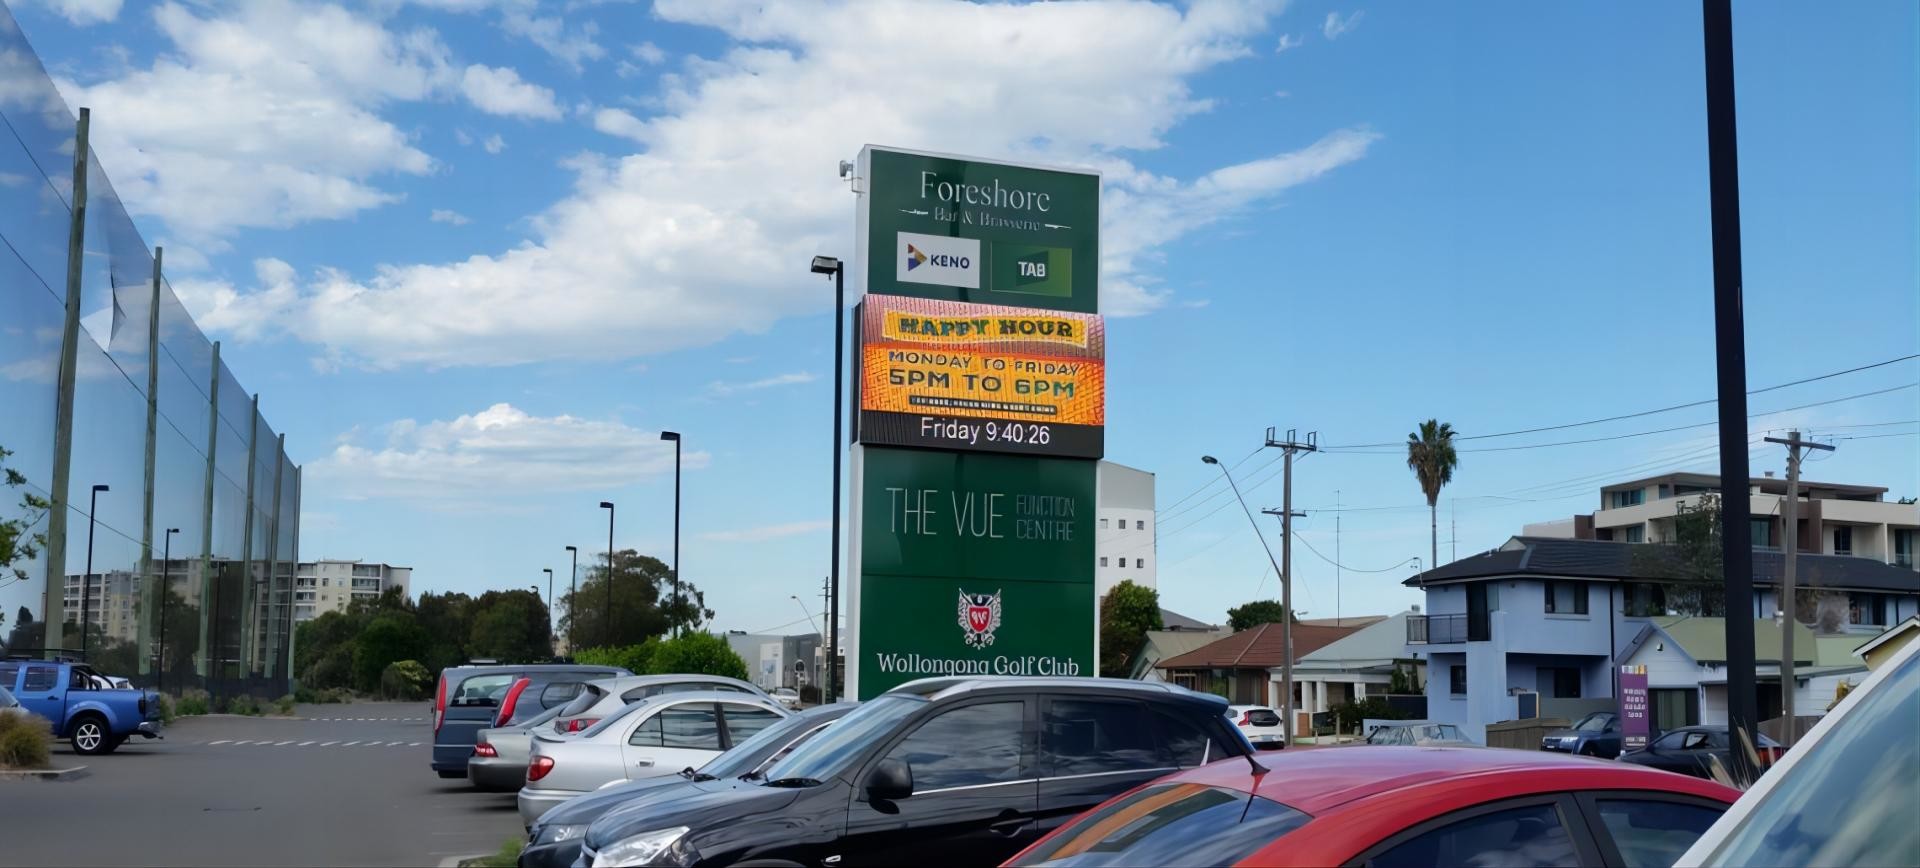 Foreshore
Bar & Brasserie
KENO
TAB
HAPPY HOUR
MONDAY TO FRIDAY
5PM TO 6PM
Friday 9:40:26
THE VUE FUNCTION CENTRE
Wollongong Golf Club